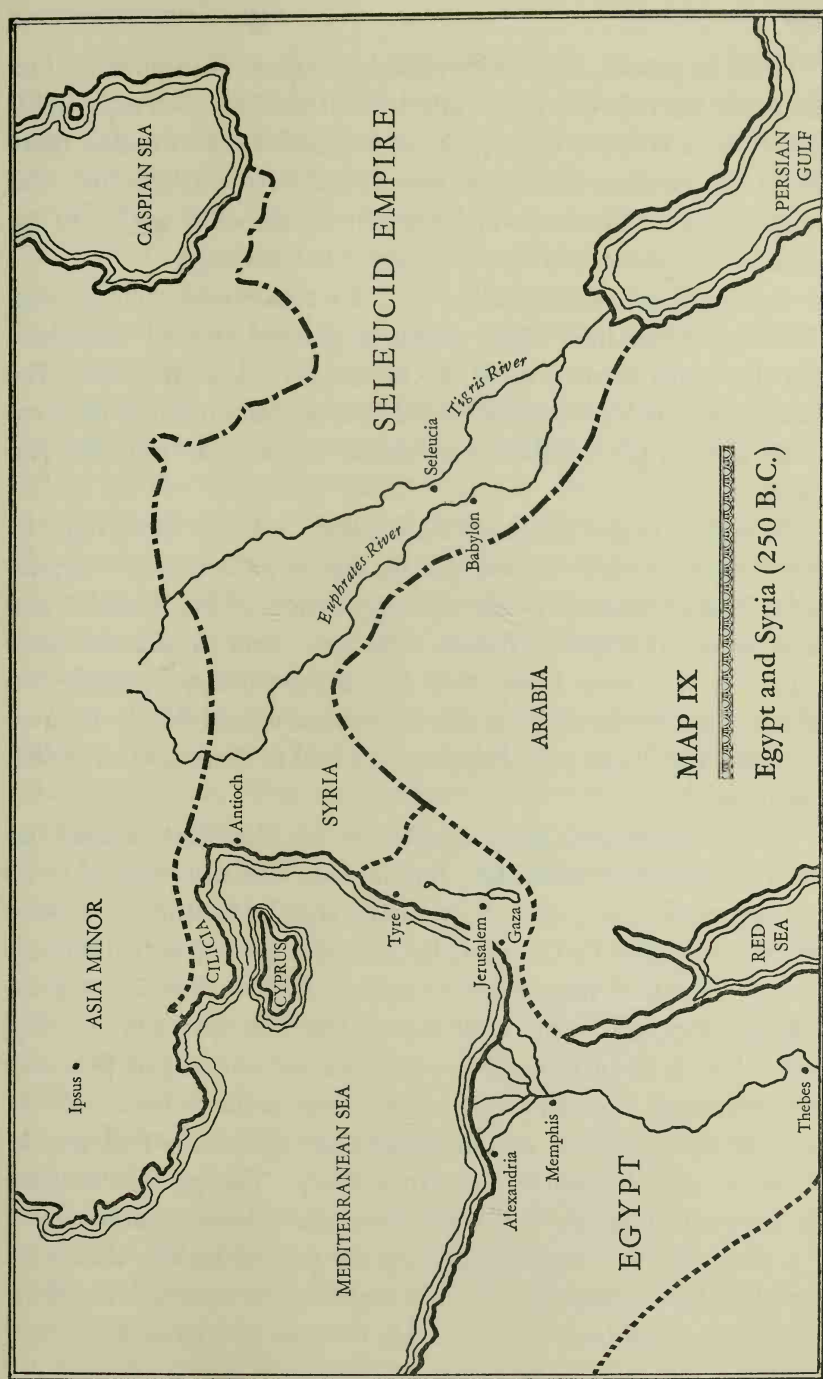 CASPIAN SEA
SELEUCID EMPIRE
PERSIAN
GULF
Tigris River
Seleucia
Euphrates River
Babylon
ASIA MINOR
Ipsus
CILICIA
Antioch
SYRIA
CYPRUS
ARABIA
MEDITERRANEAN SEA
Tyre
Jerusalem
Gaza
RED
SEA
Alexandria
Memphis
EGYPT
Thebes
MAP IX
Egypt and Syria (250 B.C.)